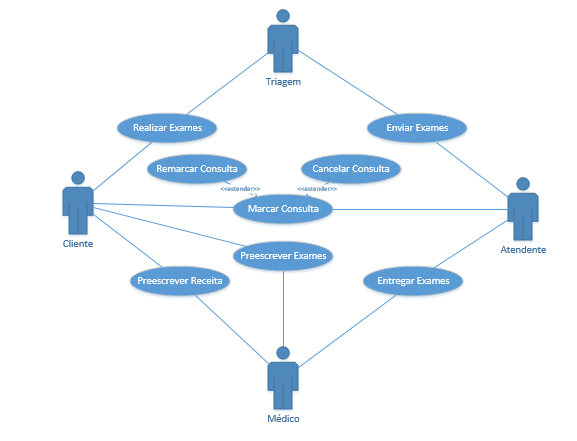 Triagem
Realizar Exames
Enviar Exames
Remarcar Consulta
Cancelar Consulta
<<estender>>
<<estender>>
Marcar Consulta
Cliente
Atendente
Preescrever Exames
Preescrever Receita
Entregar Exames
Médico